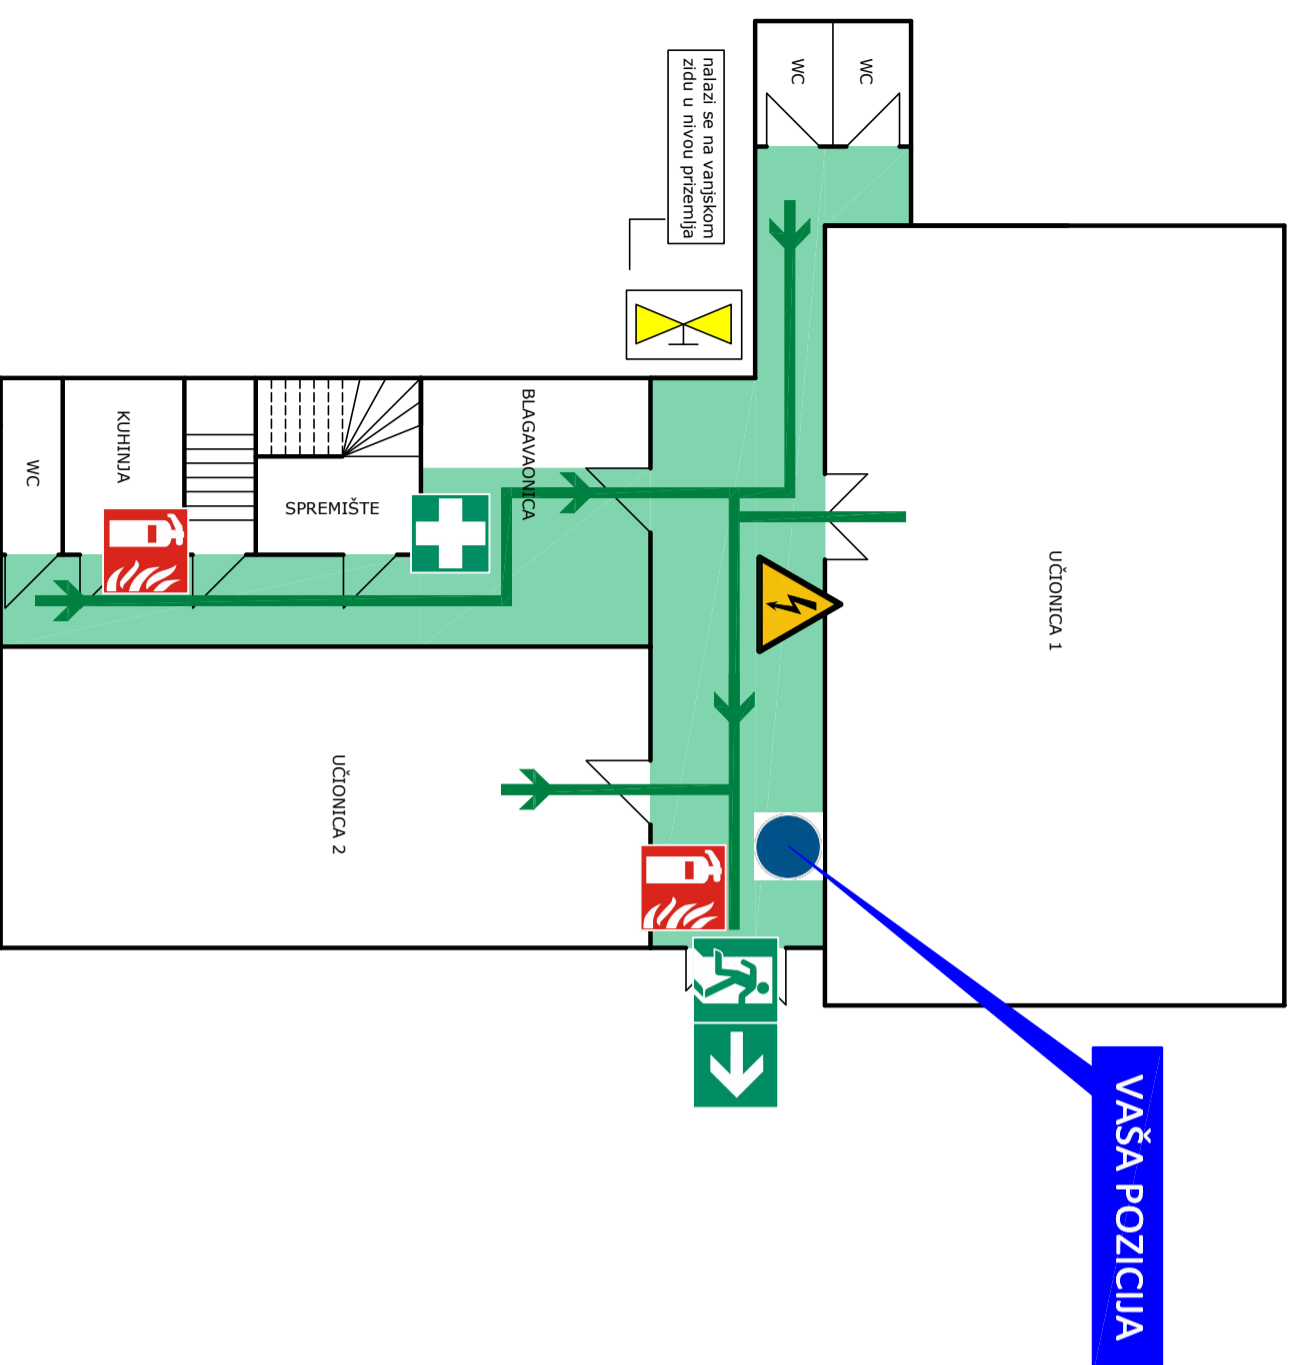 WC
WC
nalazi se na vanjskom
zidu u nivou prizemlja
UČIONICA 1
BLAGAVAONICA
KUHINJA
WC
SPREMIŠTE
UČIONICA 2
VAŠA POZICIJA